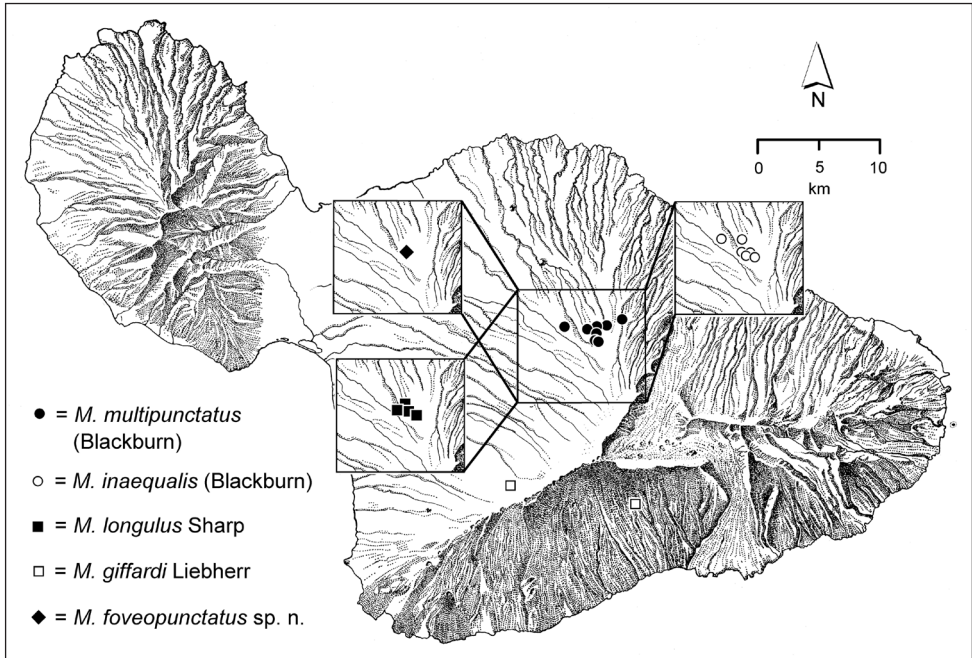 N
0 5 10
km
● = M. multipunctatus
(Blackburn)
○ = M. inaequalis (Blackburn)
■ = M. longulus Sharp
□ = M. giffardi Liebherr
◆ = M. foveopunctatus sp. n.